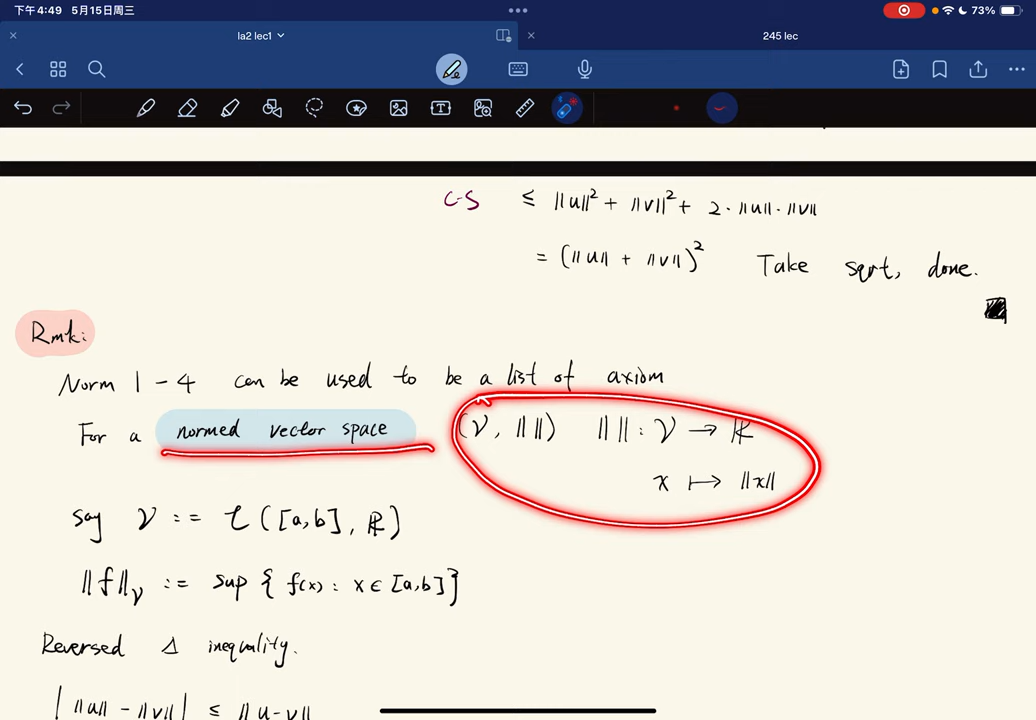 下午4:49 5月15日周三
73%
la2 lec1
245 lec
C-S ≤ ||u||² + ||v||² + 2·||u||·||v||
= (||u|| + ||v||)² Take sqrt, done.
Rmk:
Norm 1-4 can be used to be a list of axiom
For a normed vector space (V, || ||) || ||: V → ℝ
x ↦ ||x||
say V := C([a,b], ℝ)
||f||_V := sup { f(x) : x ∈ [a,b] }
Reversed Δ inequality.
| ||u|| - ||v|| | ≤ ||u-v||